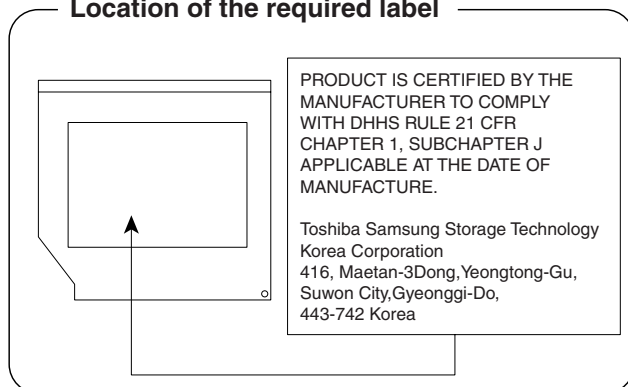 Location of the required label
PRODUCT IS CERTIFIED BY THE
MANUFACTURER TO COMPLY
WITH DHHS RULE 21 CFR
CHAPTER 1, SUBCHAPTER J
APPLICABLE AT THE DATE OF
MANUFACTURE.
Toshiba Samsung Storage Technology
Korea Corporation
416, Maetan-3Dong,Yeongtong-Gu,
Suwon City,Gyeonggi-Do,
443-742 Korea